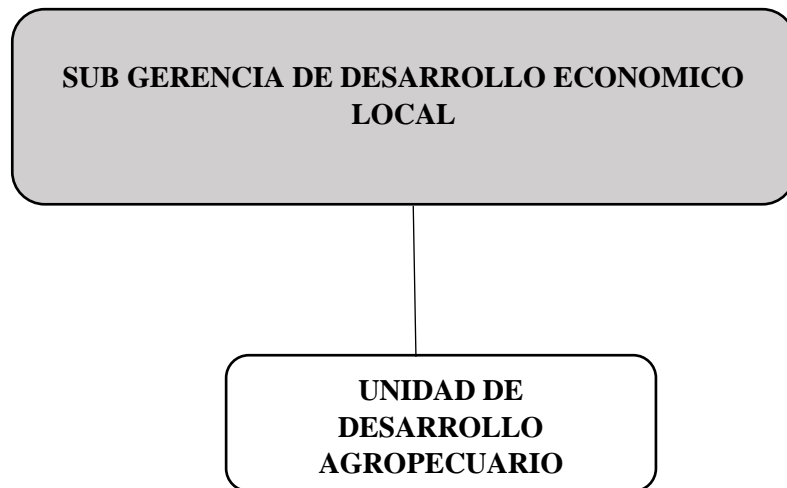 SUB GERENCIA DE DESARROLLO ECONOMICO
LOCAL
UNIDAD DE
DESARROLLO
AGROPECUARIO